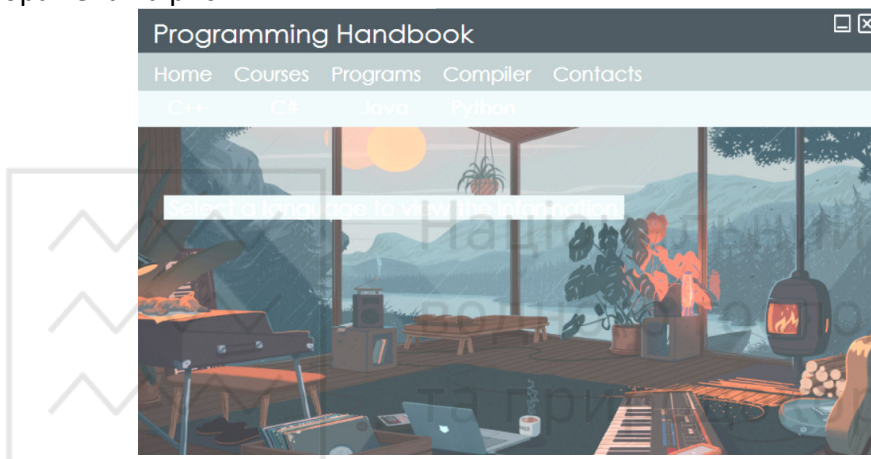 Programming Handbook
Home Courses Programs Compiler Contacts
C++ C# Java Python
Select a language to view the information